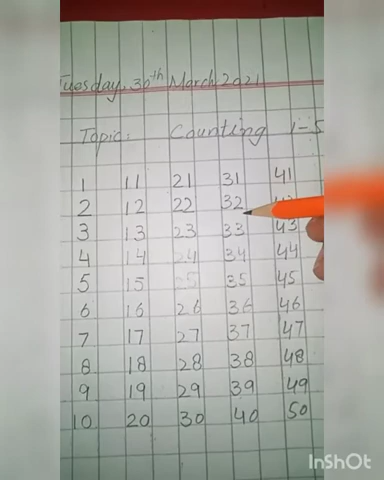 Tuesday, 30th March 2021
Topic: Counting 1-5
1 11 21 31 41
2 12 22 32
3 13 23 33 43
4 14 24 34 44
5 15 25 35 45
6 16 26 36 46
7 17 27 37 47
8 18 28 38 48
9 19 29 39 49
10 20 30 40 50
InShOt